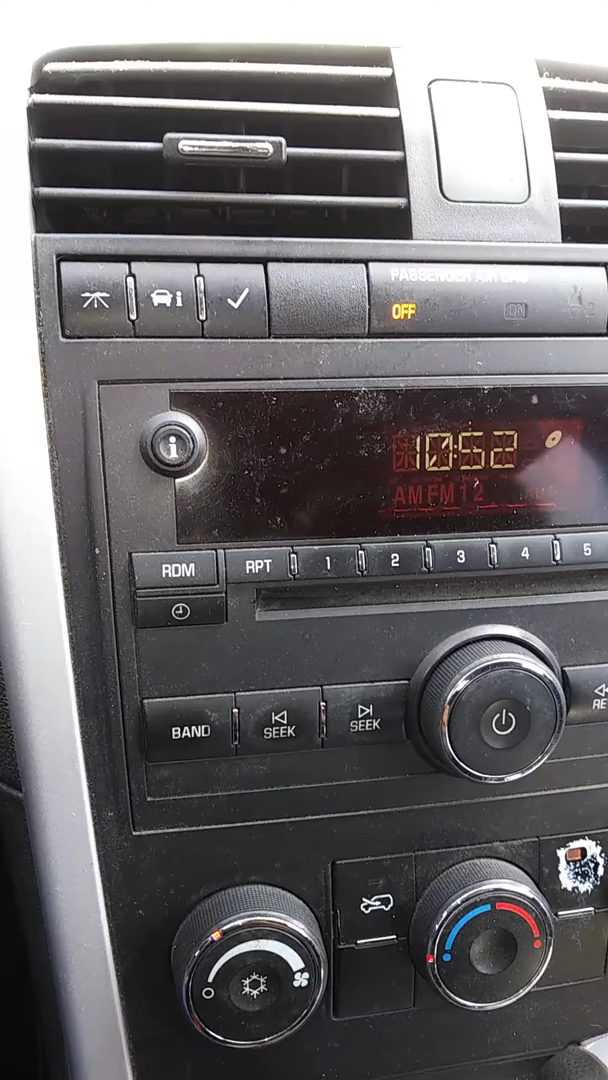 PASSENGER AIR BAG
OFF ON
i
10:52
AM FM 1 2
RDM RPT 1 2 3 4 5
BAND SEEK SEEK